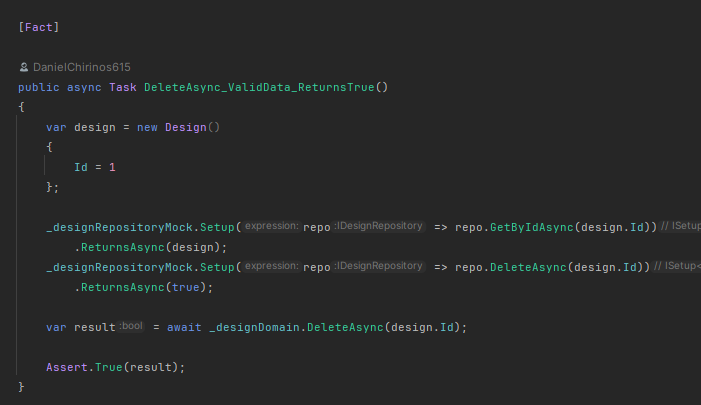 [Fact]
DanielChirinos615
public async Task DeleteAsync_ValidData_ReturnsTrue()
{
var design = new Design()
{
Id = 1
};
_designRepositoryMock.Setup( expression: repo :IDesignRepository => repo.GetByIdAsync(design.Id)) // ISetup
.ReturnsAsync(design);
_designRepositoryMock.Setup( expression: repo :IDesignRepository => repo.DeleteAsync(design.Id)) // ISetup<
.ReturnsAsync(true);
var result :bool = await _designDomain.DeleteAsync(design.Id);
Assert.True(result);
}